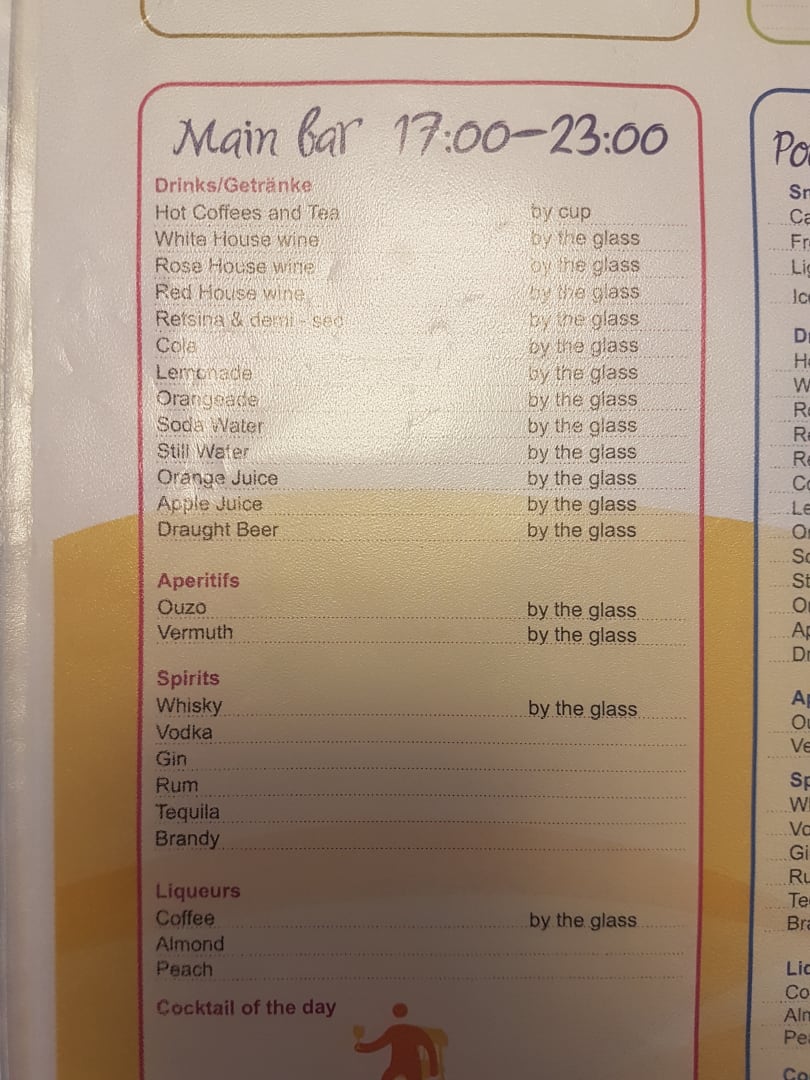 Main bar 17:00–23:00
Drinks/Getränke
Hot Coffees and Tea by cup
White House wine by the glass
Rose House wine by the glass
Red House wine by the glass
Retsina & demi - sec by the glass
Cola by the glass
Lemonade by the glass
Orangeade by the glass
Soda Water by the glass
Still Water by the glass
Orange Juice by the glass
Apple Juice by the glass
Draught Beer by the glass
Aperitifs
Ouzo by the glass
Vermuth by the glass
Spirits
Whisky by the glass
Vodka
Gin
Rum
Tequila
Brandy
Liqueurs
Coffee by the glass
Almond
Peach
Cocktail of the day